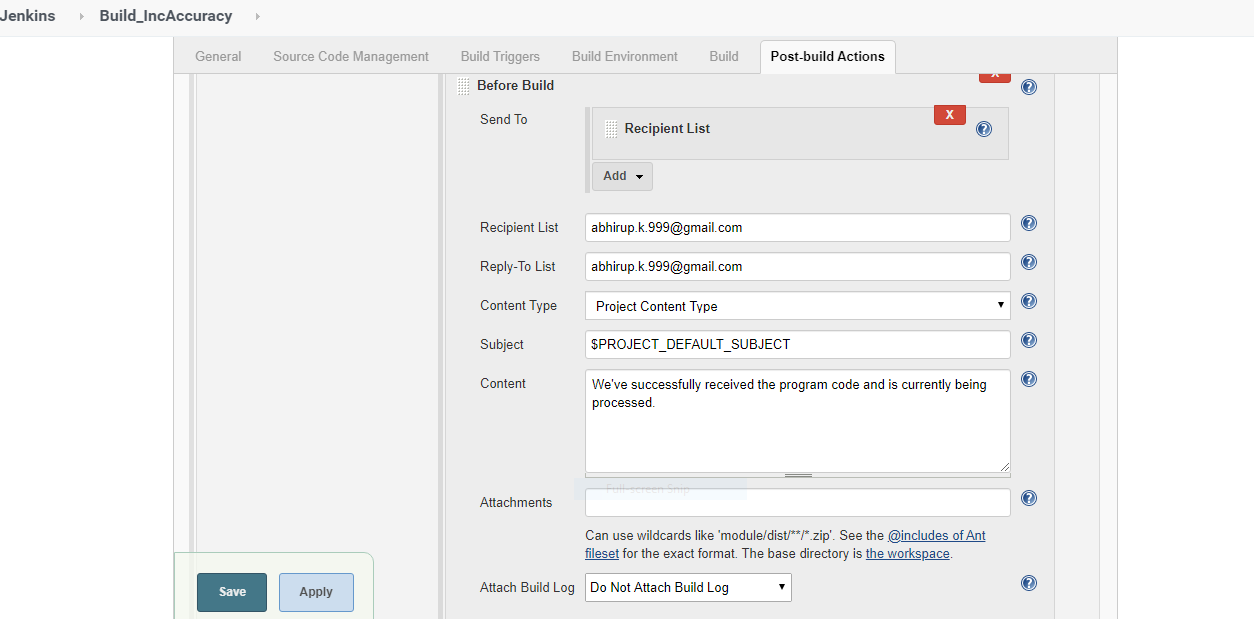 Jenkins Build_IncAccuracy
General Source Code Management Build Triggers Build Environment Build Post-build Actions
X
Before Build ?
Send To
X
Recipient List ?
Add
Recipient List abhirup.k.999@gmail.com ?
Reply-To List abhirup.k.999@gmail.com ?
Content Type Project Content Type ?
Subject $PROJECT_DEFAULT_SUBJECT ?
Content We've successfully received the program code and is currently being ?
processed.
Full-screen Snip
Attachments ?
Can use wildcards like 'module/dist/**/*.zip'. See the @includes of Ant
fileset for the exact format. The base directory is the workspace.
Attach Build Log Do Not Attach Build Log ?
Save Apply